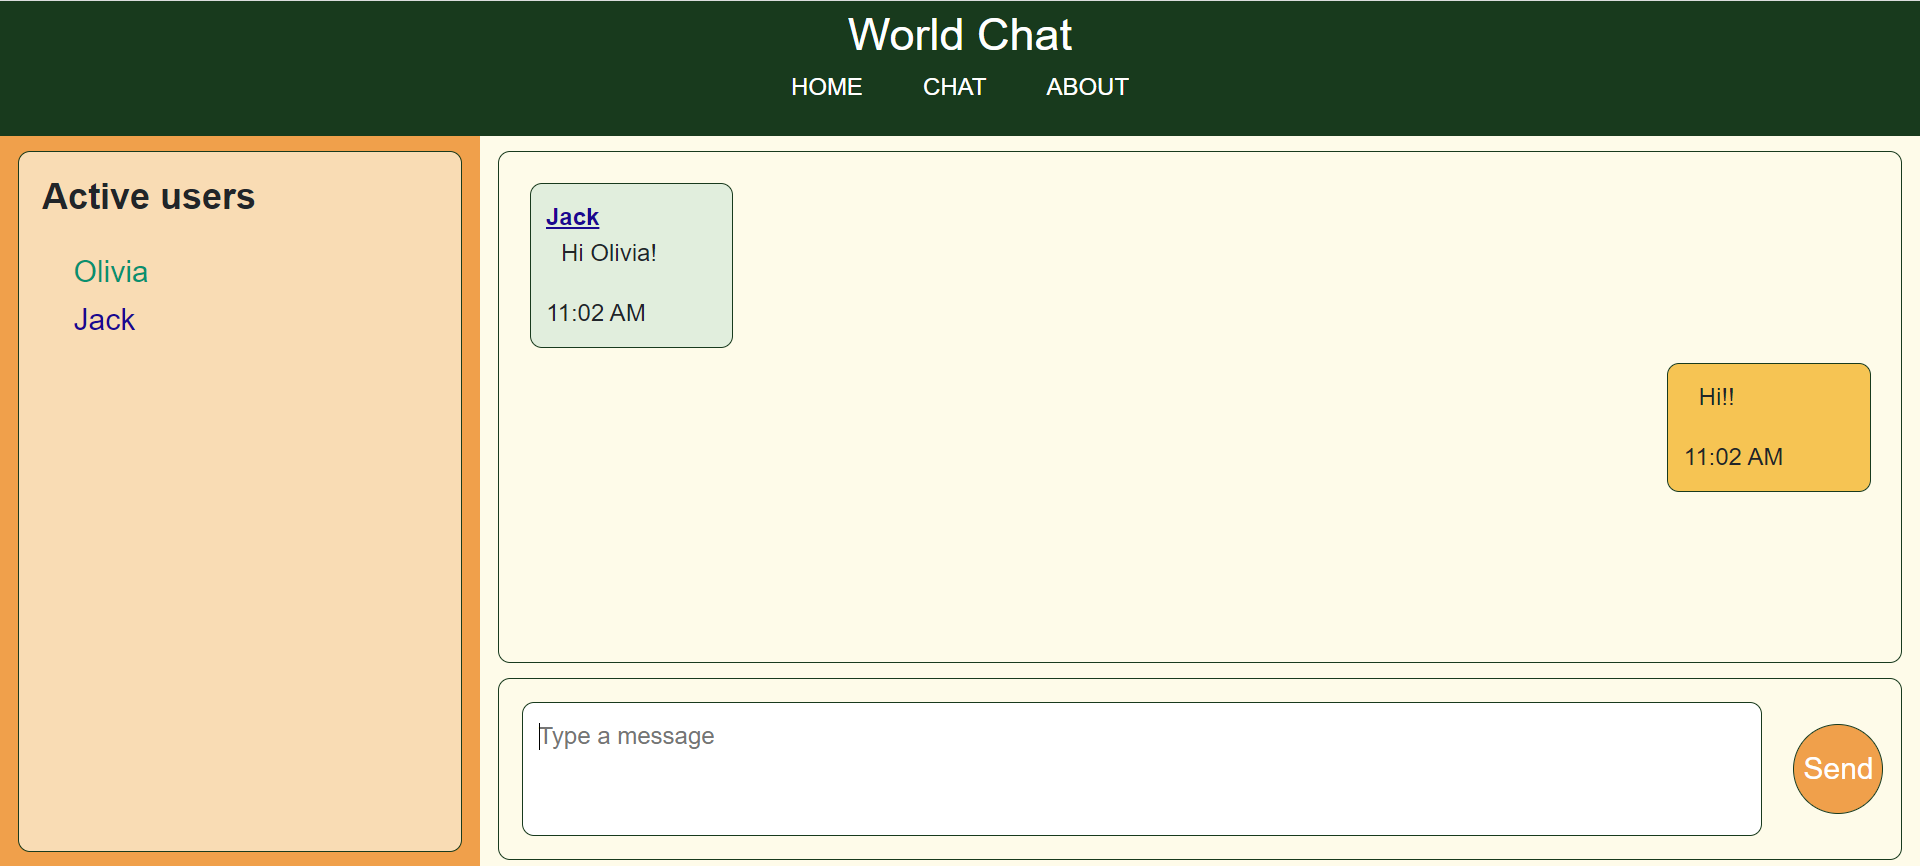 World Chat
HOME CHAT ABOUT
Active users
Olivia
Jack
Jack
Hi Olivia!
11:02 AM
Hi!!
11:02 AM
Type a message
Send